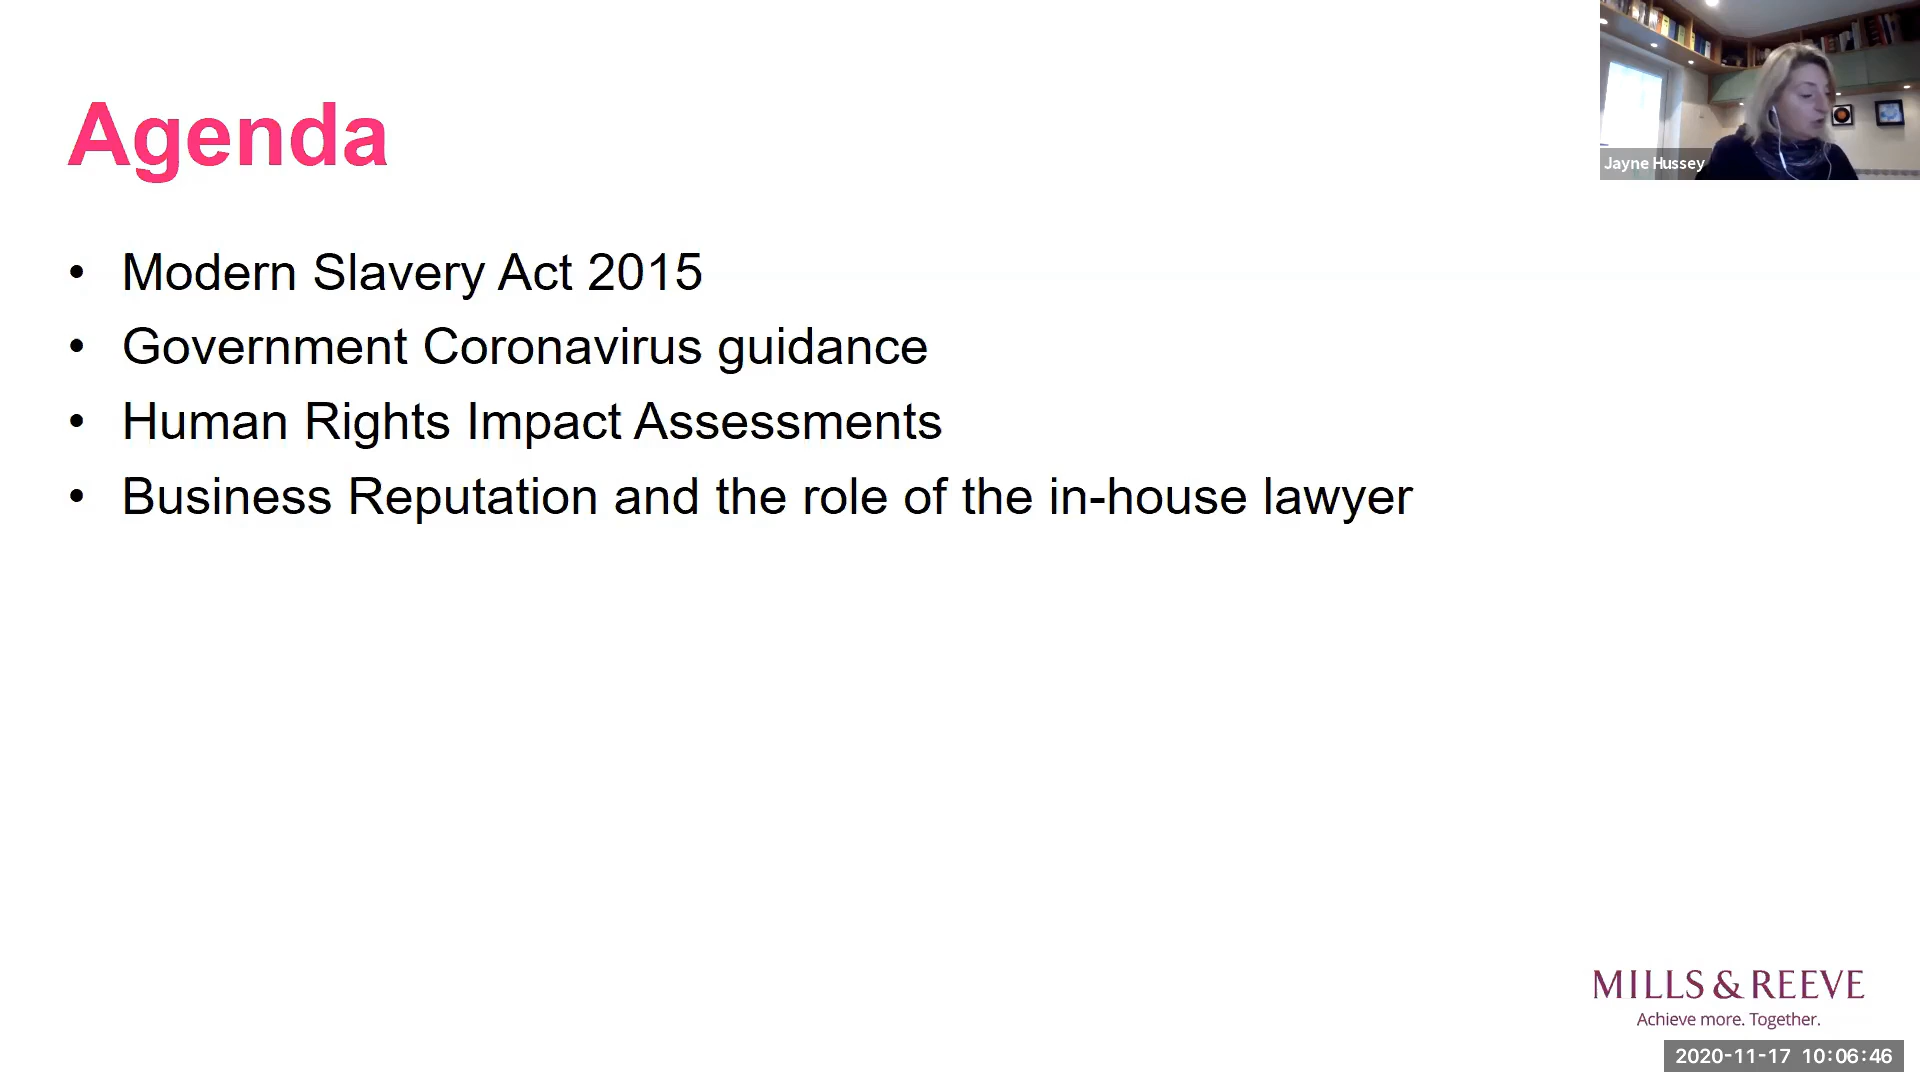 Agenda
Jayne Hussey
• Modern Slavery Act 2015
• Government Coronavirus guidance
• Human Rights Impact Assessments
• Business Reputation and the role of the in-house lawyer
MILLS & REEVE
Achieve more. Together.
2020-11-17 10:06:46